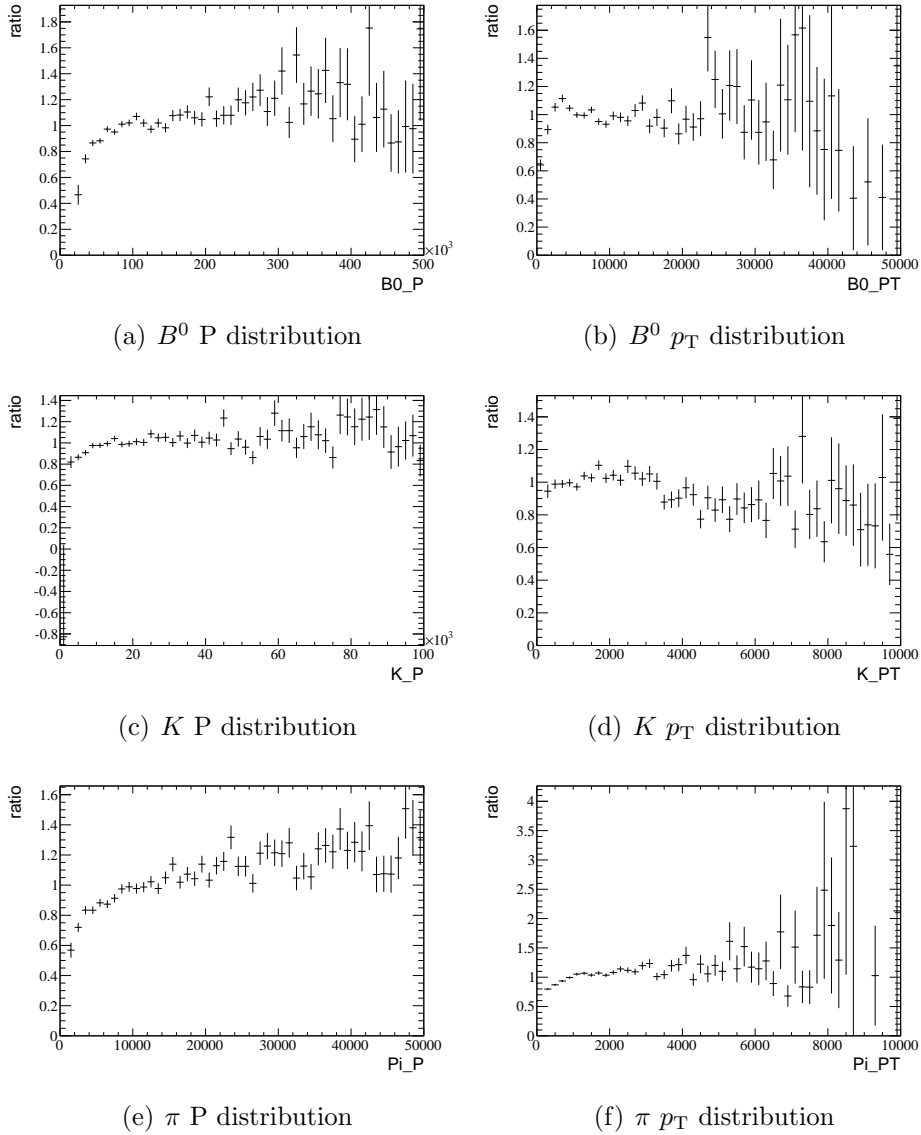 ratio
1.8
1.6
1.4
1.2
1
0.8
0.6
0.4
0.2
0
0 100 200 300 400 500
×10³
B0_P
(a) B⁰ P distribution
ratio
1.6
1.4
1.2
1
0.8
0.6
0.4
0.2
0
0 10000 20000 30000 40000 50000
B0_PT
(b) B⁰ p_T distribution
ratio
1.4
1.2
1
0.8
0.6
0.4
0.2
0
-0.2
-0.4
-0.6
-0.8
0 20 40 60 80 100
×10³
K_P
(c) K P distribution
ratio
1.4
1.2
1
0.8
0.6
0.4
0.2
0
0 2000 4000 6000 8000 10000
K_PT
(d) K p_T distribution
ratio
1.6
1.4
1.2
1
0.8
0.6
0.4
0.2
0
0 10000 20000 30000 40000 50000
Pi_P
(e) π P distribution
ratio
4
3.5
3
2.5
2
1.5
1
0.5
0
0 2000 4000 6000 8000 10000
Pi_PT
(f) π p_T distribution